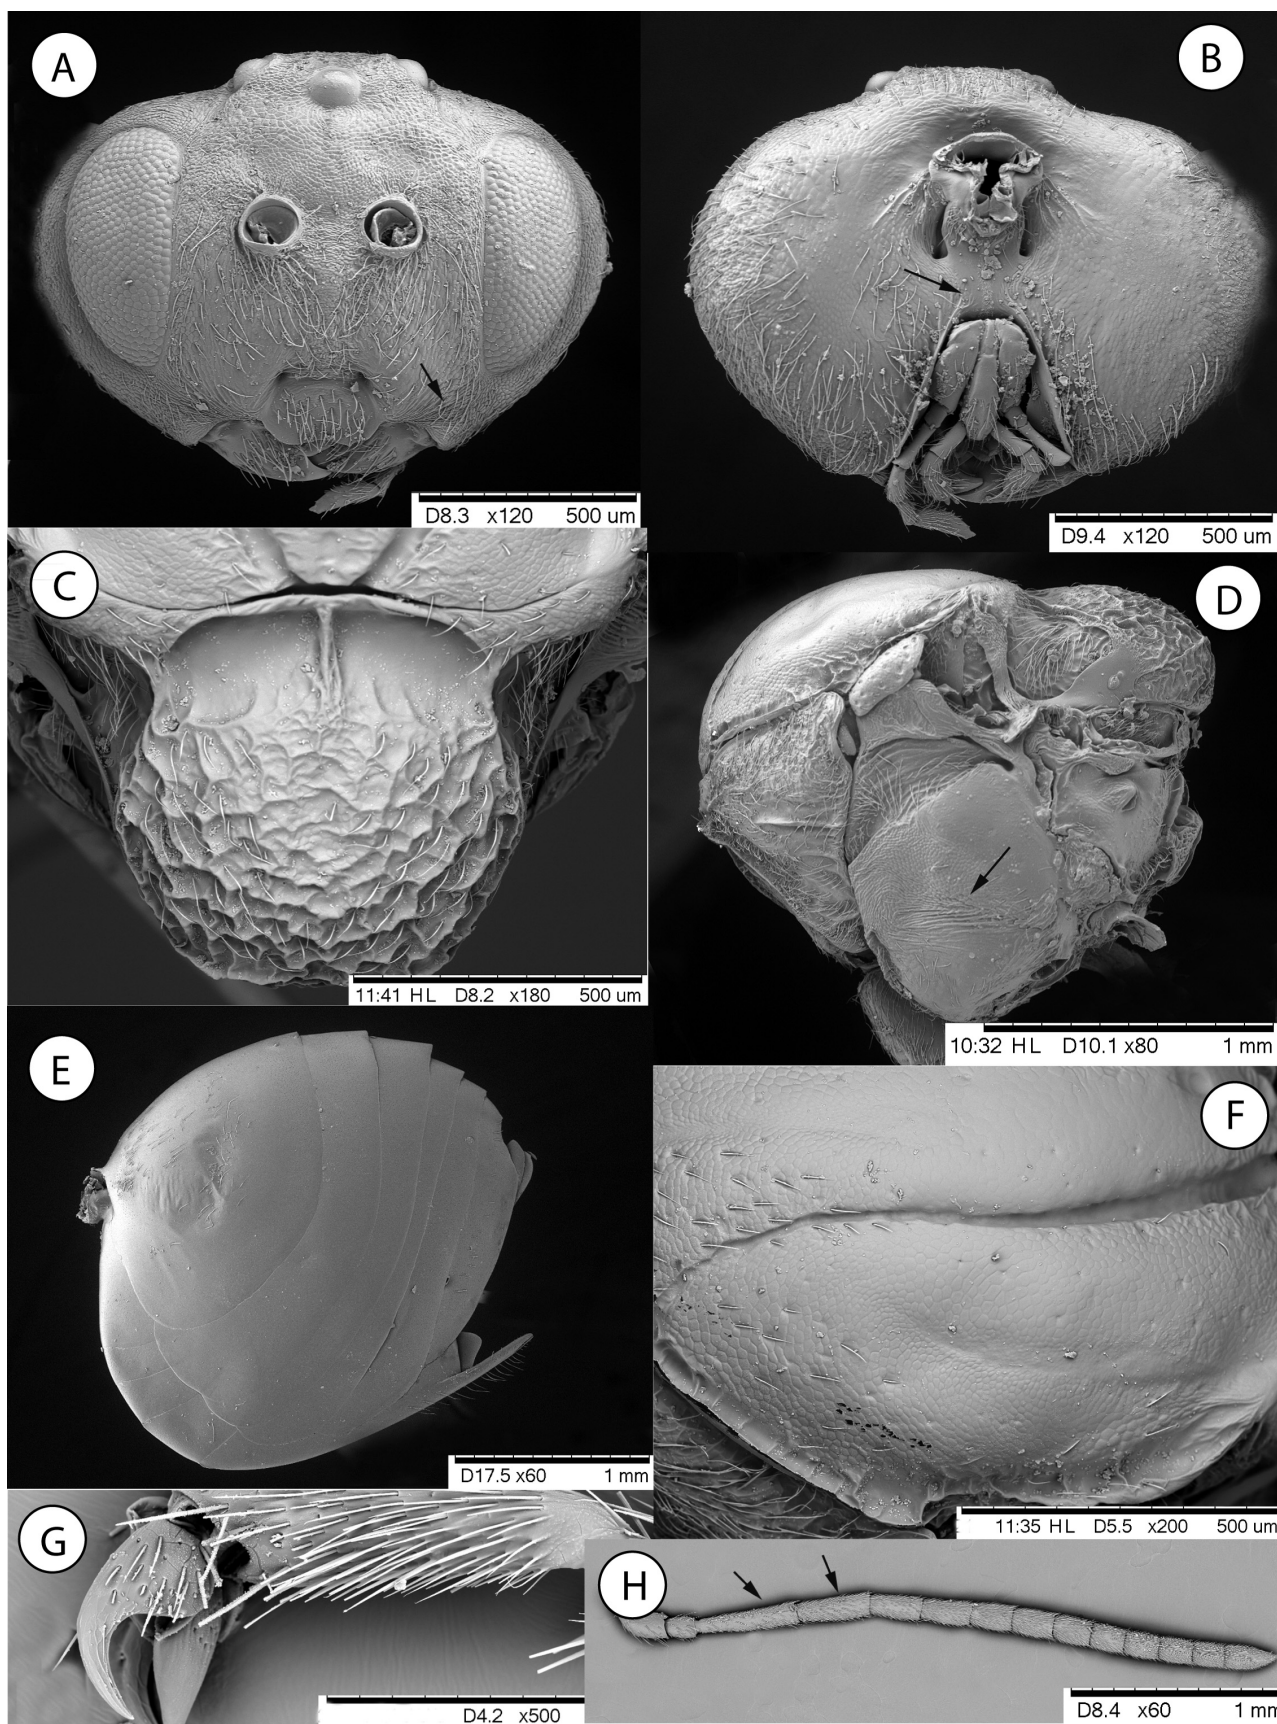 A
D8.3 x120 500 um
B
D9.4 x120 500 um
C
11:41 HL D8.2 x180 500 um
D
10:32 HL D10.1 x80 1 mm
E
D17.5 x60 1 mm
F
11:35 HL D5.5 x200 500 um
G
D4.2 x500
H
D8.4 x60 1 mm